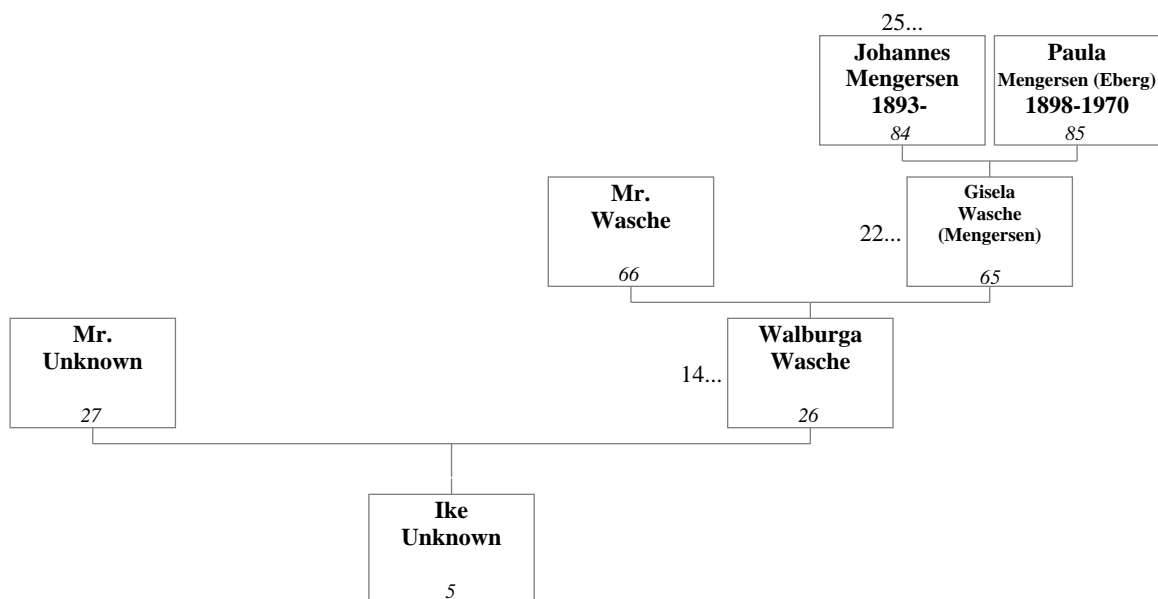 25...
Johannes
Mengersen
1893-
84
Paula
Mengersen (Eberg)
1898-1970
85
Mr.
Wasche
66
22...
Gisela
Wasche
(Mengersen)
65
Mr.
Unknown
27
14...
Walburga
Wasche
26
Ike
Unknown
5